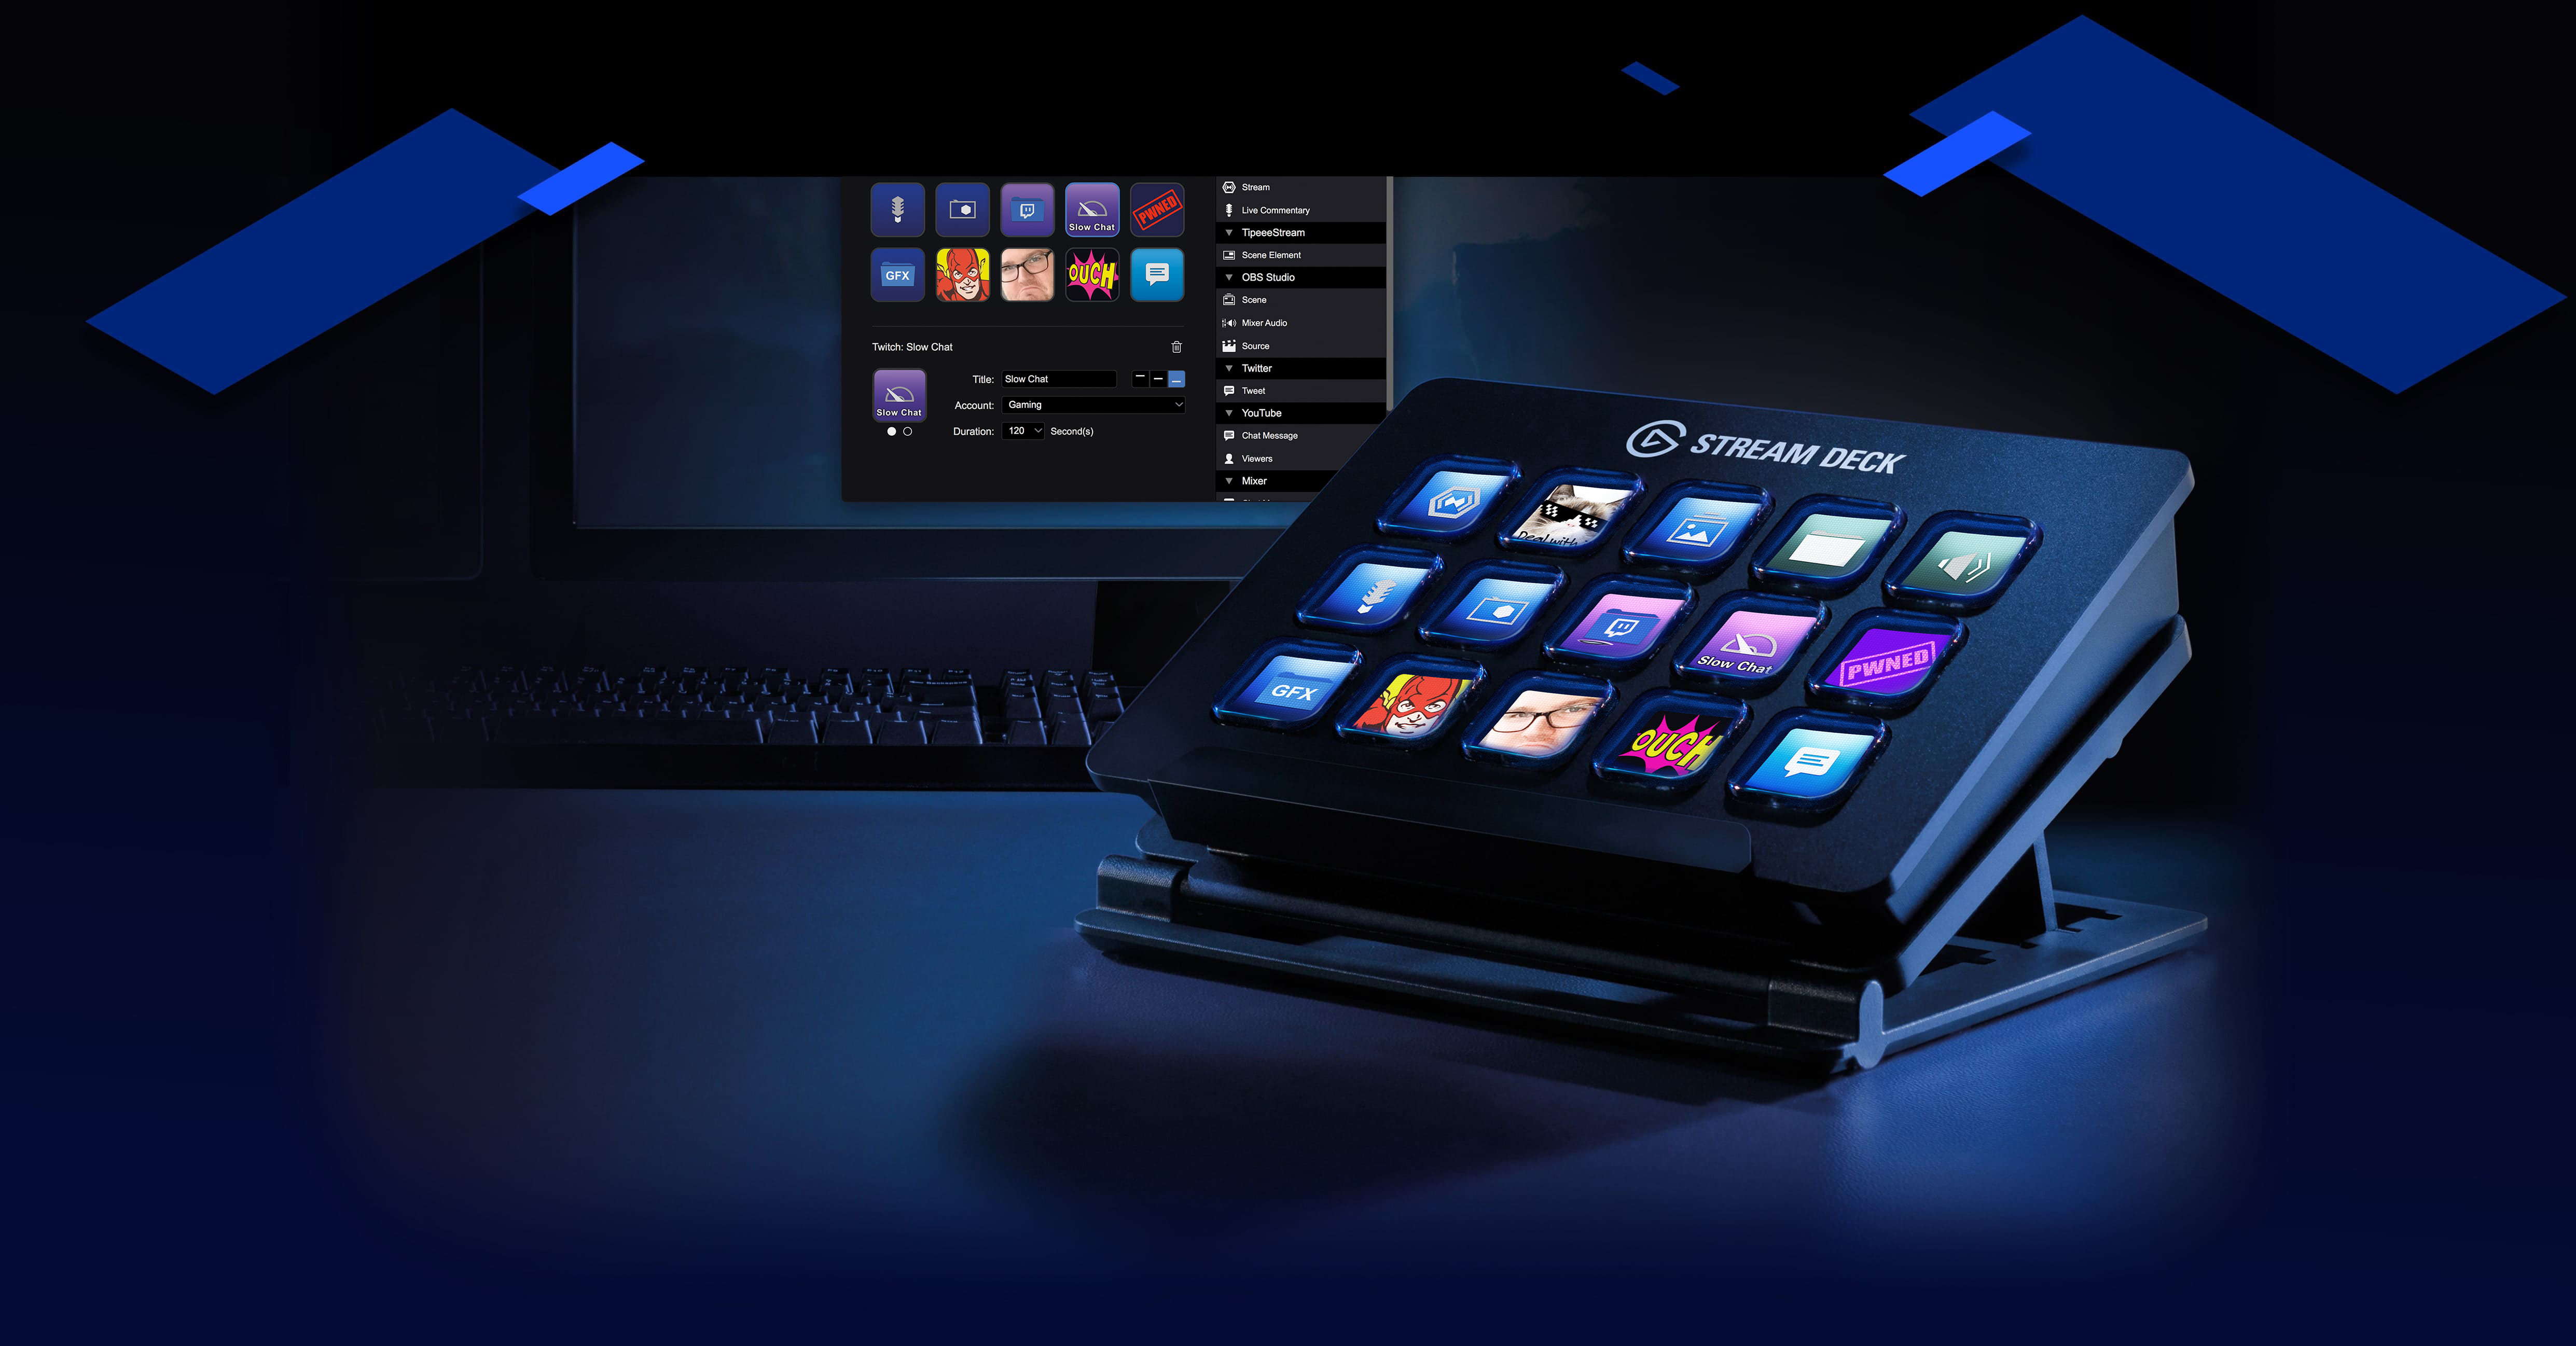 Slow Chat
PWNED
GFX
OUCH
Twitch: Slow Chat
Title: Slow Chat
Account: Gaming
Slow Chat
Duration: 120 Second(s)
Stream
Live Commentary
TipeeeStream
Scene Element
OBS Studio
Scene
Mixer Audio
Source
Twitter
Tweet
YouTube
Chat Message
Viewers
Mixer
STREAM DECK
Deal with
Slow Chat
PWNED
GFX
OUCH